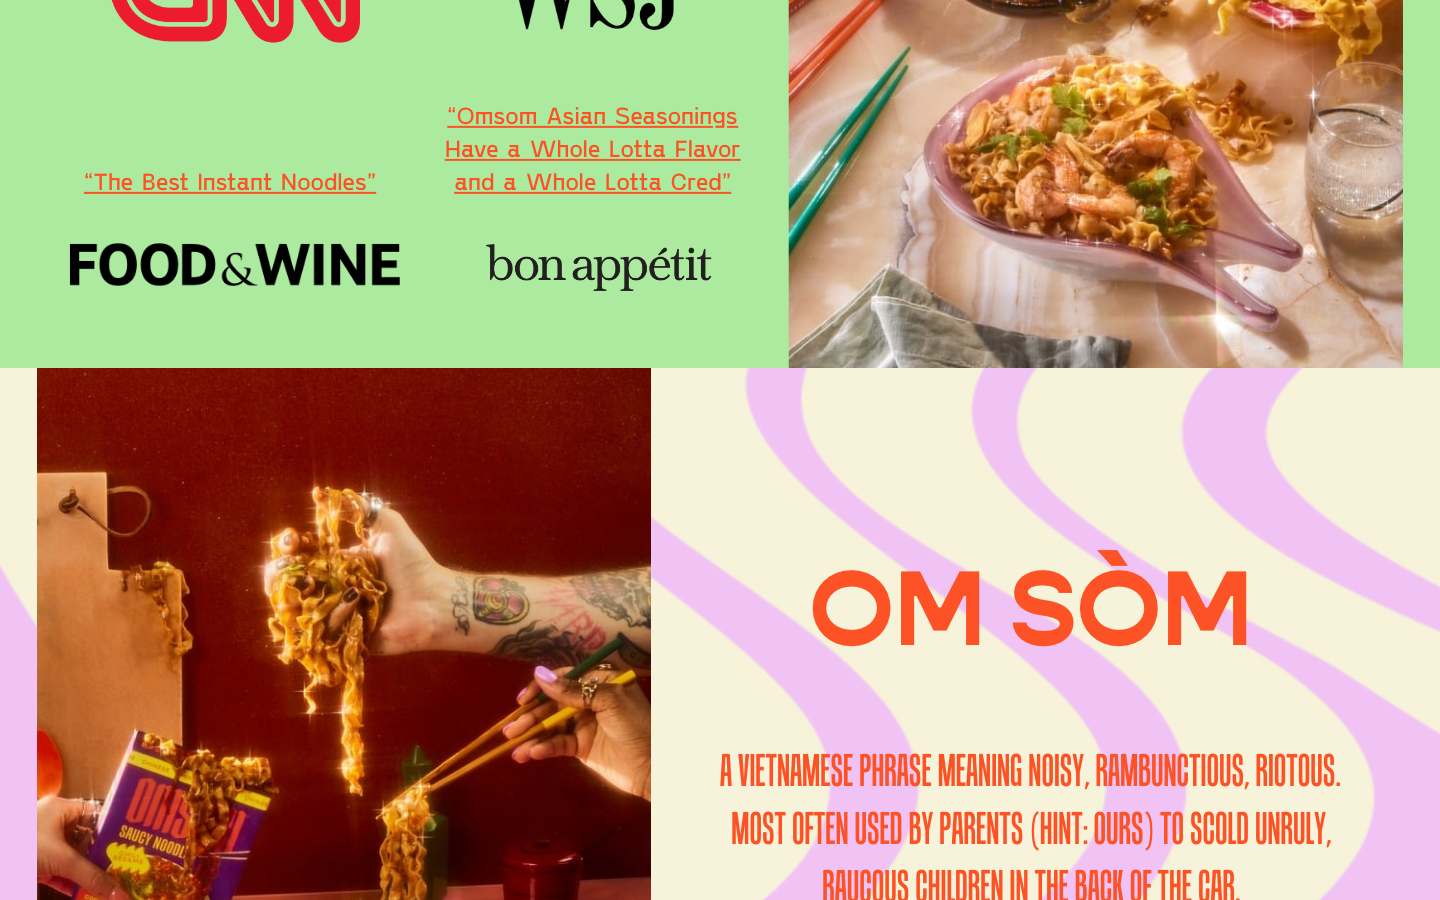 CNN
WSJ
“The Best Instant Noodles”
“Omsom Asian Seasonings
Have a Whole Lotta Flavor
and a Whole Lotta Cred”
FOOD&WINE
bon appétit
OM SÒM
A VIETNAMESE PHRASE MEANING NOISY, RAMBUNCTIOUS, RIOTOUS.
MOST OFTEN USED BY PARENTS (HINT: OURS) TO SCOLD UNRULY,
RAUCOUS CHILDREN IN THE BACK OF THE CAR.
SAUCY